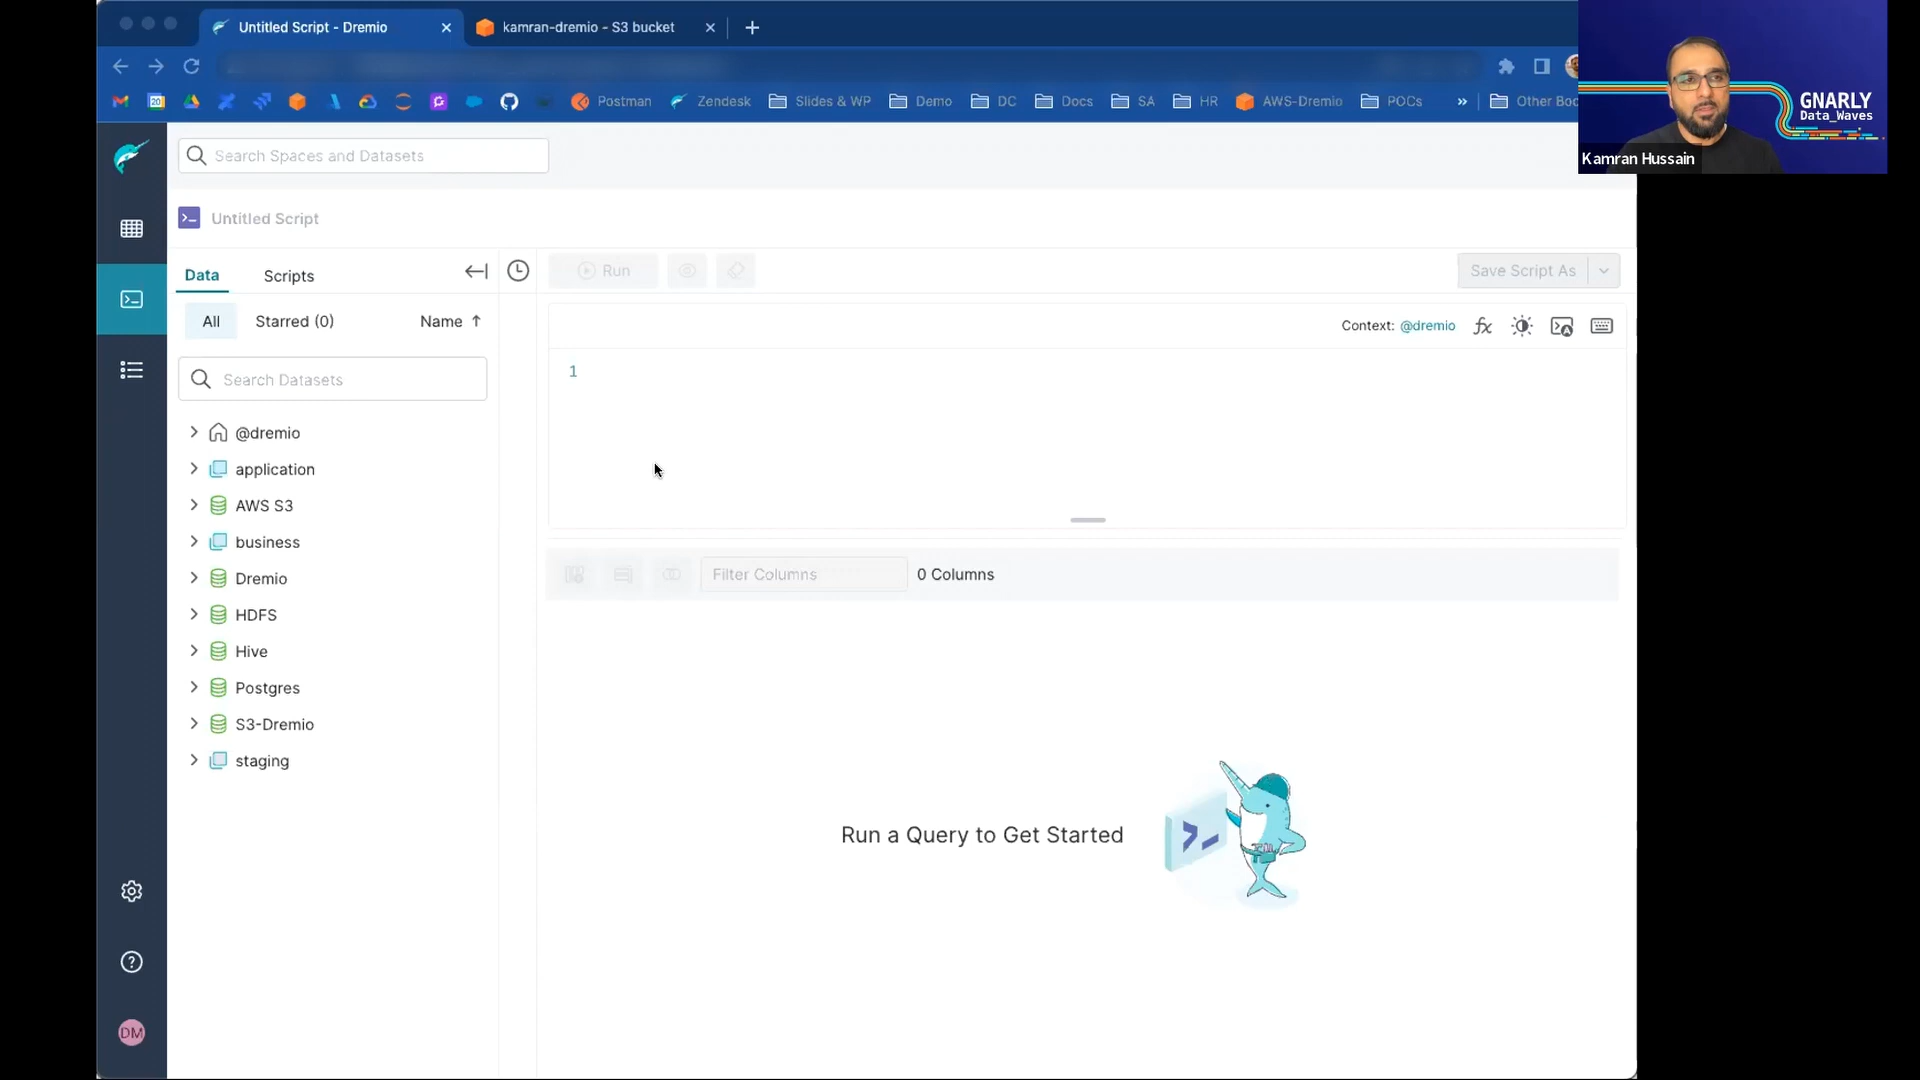 Untitled Script - Dremio
kamran-dremio - S3 bucket
GNARLY
Data_Waves
Kamran Hussain
Postman
Zendesk
Slides & WP
Demo
DC
Docs
SA
HR
AWS-Dremio
POCs
»
Other Boo
Search Spaces and Datasets
>_ Untitled Script
Data
Scripts
Run
Save Script As
All
Starred (0)
Name ↑
Context: @dremio
fx
Search Datasets
1
@dremio
application
AWS S3
business
Dremio
HDFS
Hive
Postgres
S3-Dremio
staging
Filter Columns
0 Columns
Run a Query to Get Started
DM